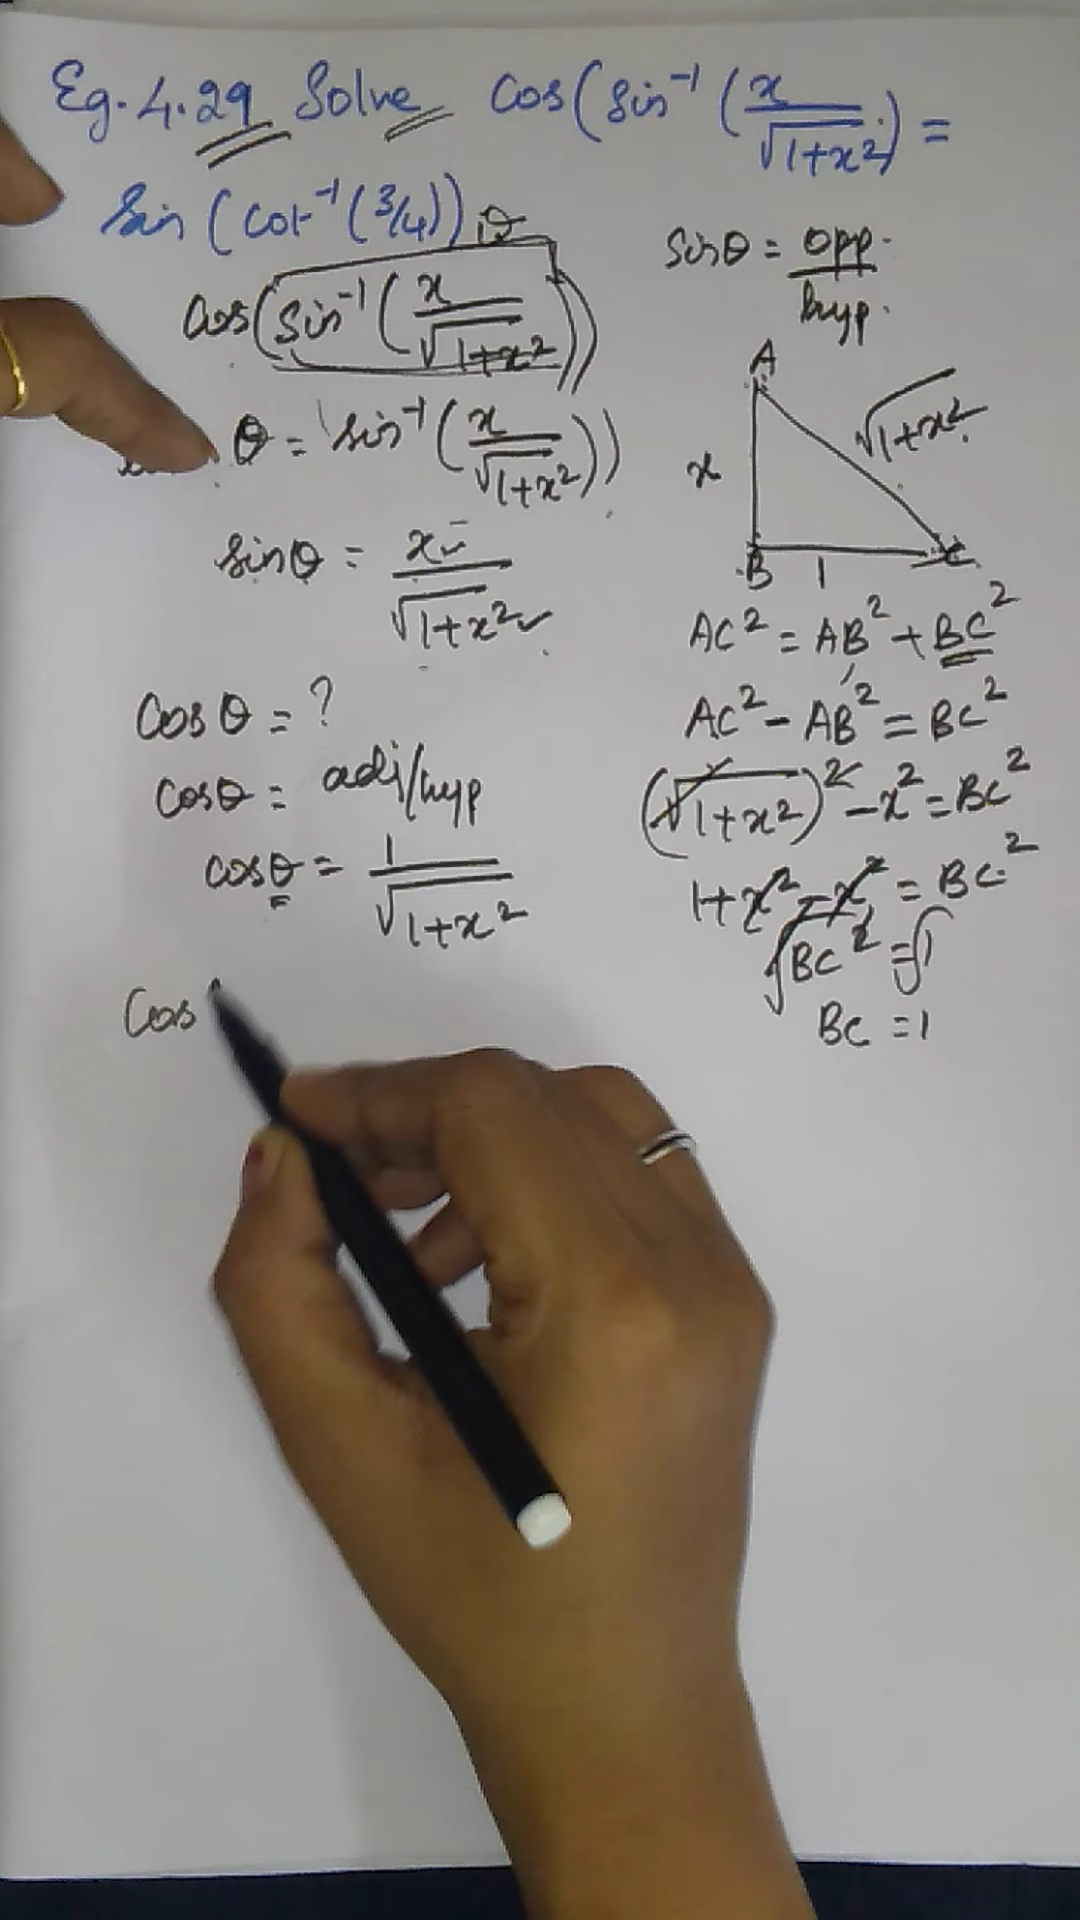 Eg. 4.29 Solve cos(sin⁻¹(x/√1+x²)) =
sin(cot⁻¹(3/4))
θ
cos(sin⁻¹(x/√1+x²))
θ = sin⁻¹(x/√1+x²))
sinθ = x/√1+x²
cosθ = ?
cosθ = adj/hyp
cosθ = 1/√1+x²
cos
sinθ = opp./hyp.
A
x
√1+x²
B 1 C
AC² = AB² + BC²
AC² - AB² = BC²
(√1+x²)² - x² = BC²
1+x² - x² = BC²
√BC² = √1
BC = 1